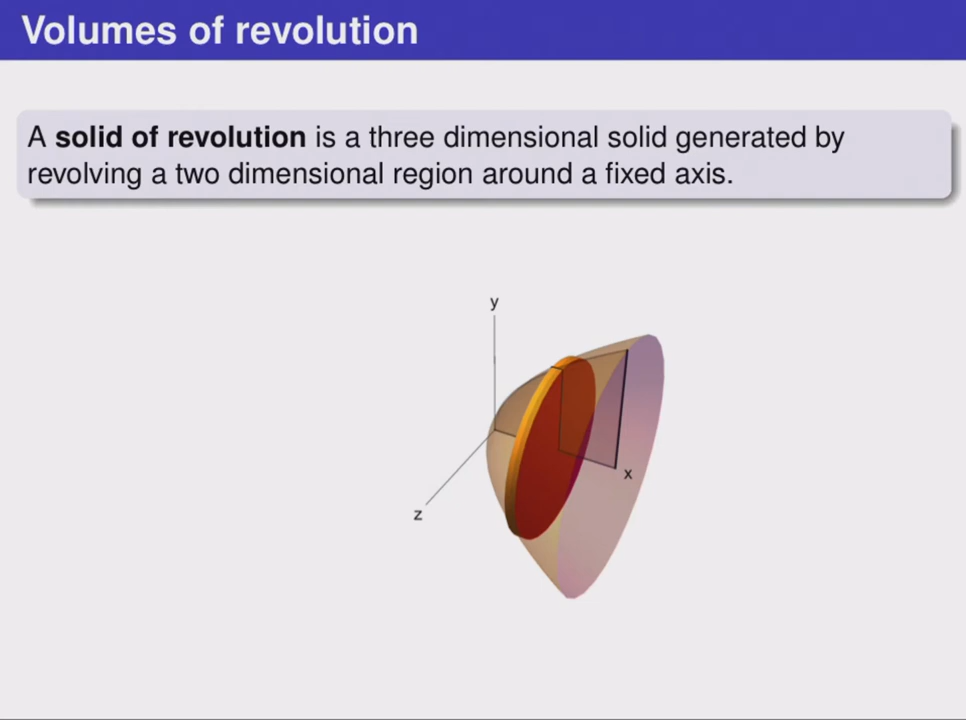 Volumes of revolution
A solid of revolution is a three dimensional solid generated by
revolving a two dimensional region around a fixed axis.
y
x
z